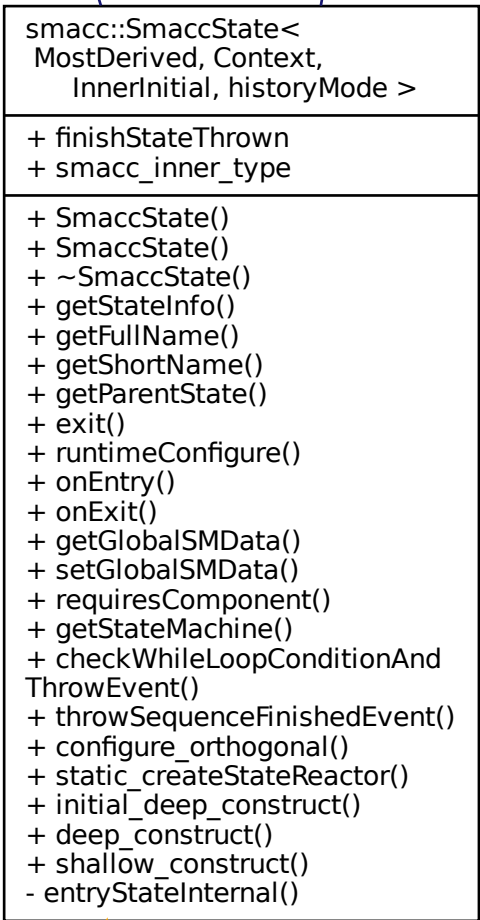 smacc::SmaccState<
MostDerived, Context,
InnerInitial, historyMode >
+ finishStateThrown
+ smacc_inner_type
+ SmaccState()
+ SmaccState()
+ ~SmaccState()
+ getStateInfo()
+ getFullName()
+ getShortName()
+ getParentState()
+ exit()
+ runtimeConfigure()
+ onEntry()
+ onExit()
+ getGlobalSMData()
+ setGlobalSMData()
+ requiresComponent()
+ getStateMachine()
+ checkWhileLoopConditionAnd
ThrowEvent()
+ throwSequenceFinishedEvent()
+ configure_orthogonal()
+ static_createStateReactor()
+ initial_deep_construct()
+ deep_construct()
+ shallow_construct()
- entryStateInternal()